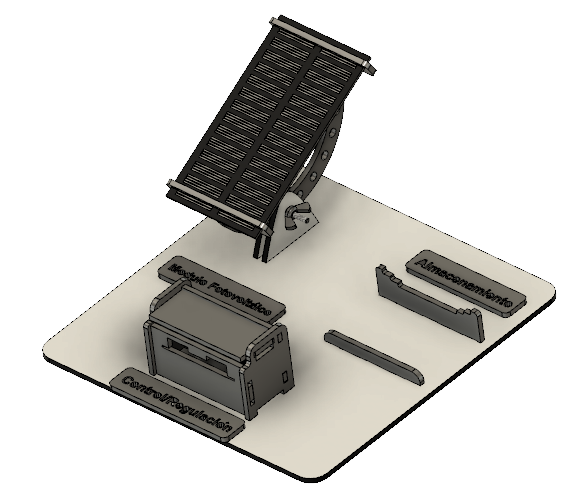 Almacenamiento
Modulo Fotovoltaico
Control/Regulación